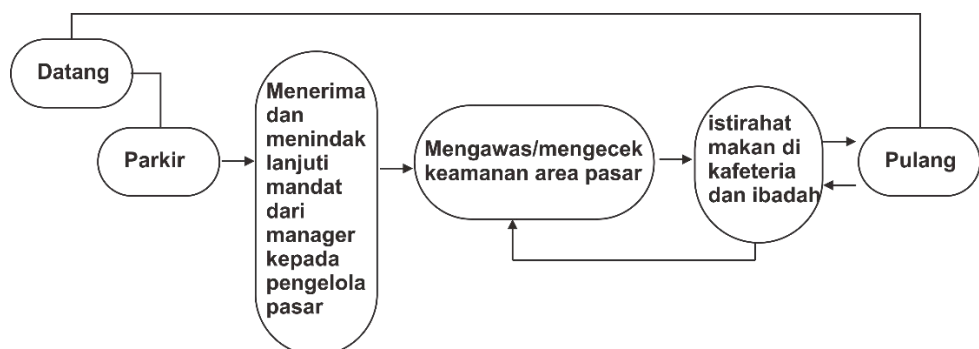 Datang
Parkir
Menerima
dan
menindak
lanjuti
mandat
dari
manager
kepada
pengelola
pasar
Mengawas/mengecek
keamanan area pasar
istirahat
makan di
kafeteria
dan ibadah
Pulang